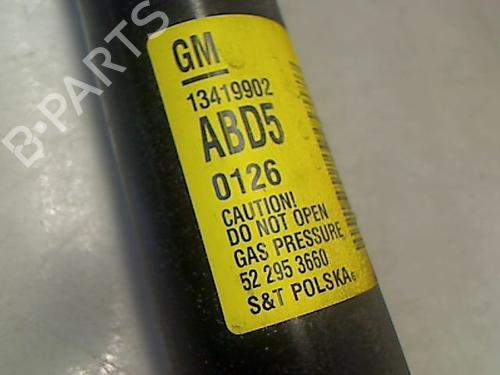 B-PARTS
GM
13419902
ABD5
0126
CAUTION!
DO NOT OPEN
GAS PRESSURE
52 295 3660
S&T POLSKA